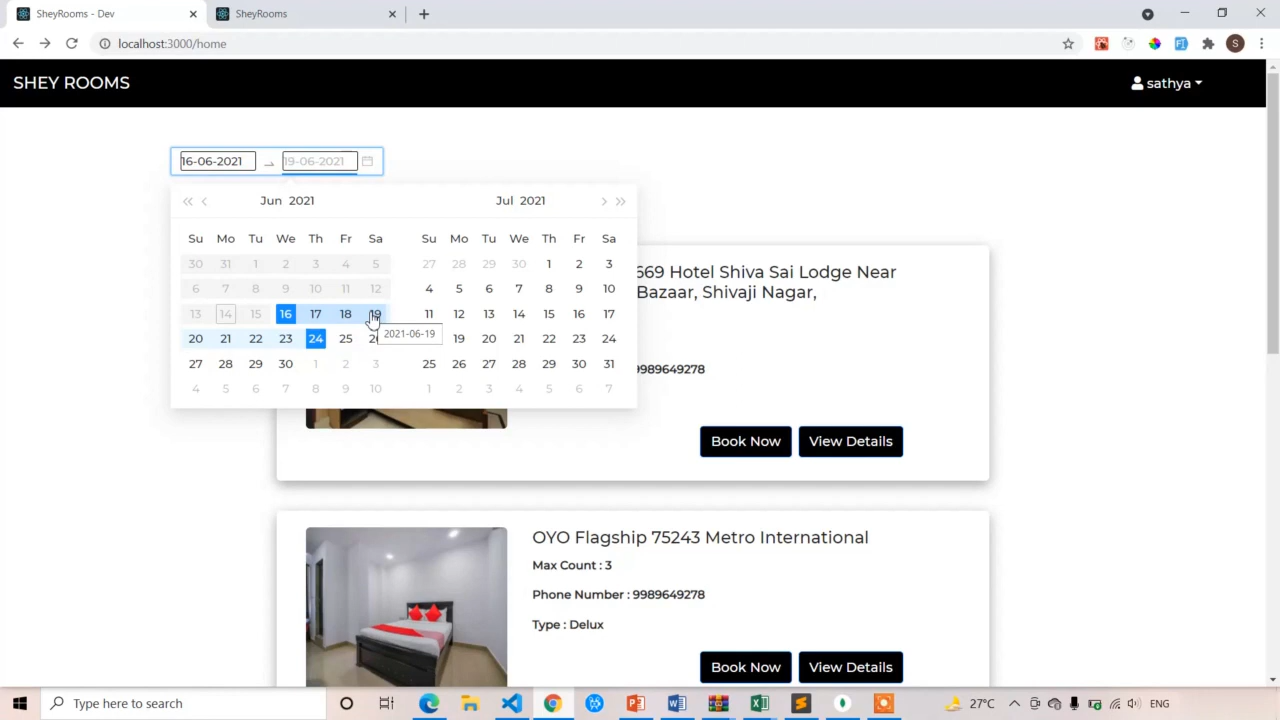 SheyRooms - Dev
SheyRooms
localhost:3000/home
S
SHEY ROOMS
sathya
16-06-2021
19-06-2021
Jun 2021
Jul 2021
Su Mo Tu We Th Fr Sa
Su Mo Tu We Th Fr Sa
30 31 1 2 3 4 5
27 28 29 30 1 2 3
6 7 8 9 10 11 12
4 5 6 7 8 9 10
13 14 15 16 17 18 19
11 12 13 14 15 16 17
20 21 22 23 24 25
19 20 21 22 23 24
27 28 29 30 1 2 3
25 26 27 28 29 30 31
4 5 6 7 8 9 10
1 2 3 4 5 6 7
2021-06-19
669 Hotel Shiva Sai Lodge Near
Bazaar, Shivaji Nagar,
9989649278
Book Now
View Details
OYO Flagship 75243 Metro International
Max Count : 3
Phone Number : 9989649278
Type : Delux
Book Now
View Details
Type here to search
27°C
ENG